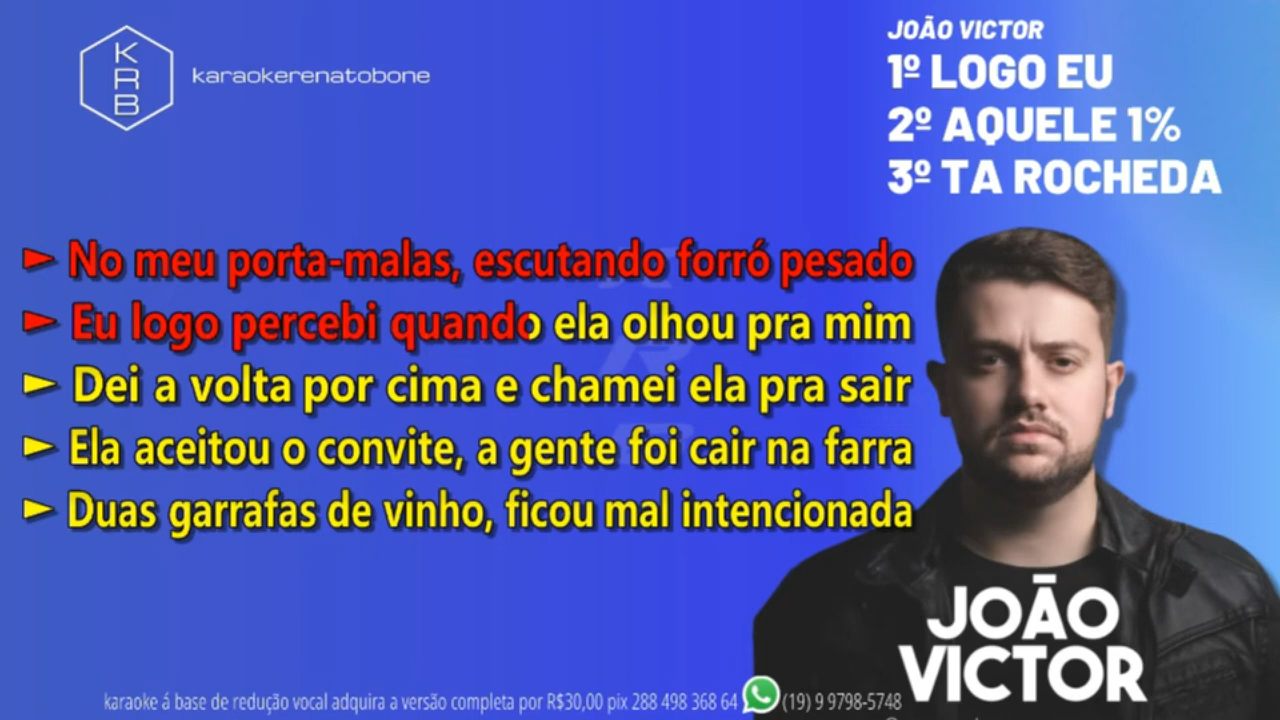 KRB
karaokerenatobone
JOÃO VICTOR
1º LOGO EU
2º AQUELE 1%
3º TA ROCHEDA
► No meu porta-malas, escutando forró pesado
► Eu logo percebi quando ela olhou pra mim
► Dei a volta por cima e chamei ela pra sair
► Ela aceitou o convite, a gente foi cair na farra
► Duas garrafas de vinho, ficou mal intencionada
JOÃO
VICTOR
karaoke á base de redução vocal adquira a versão completa por R$30,00 pix 288 498 368 64 (19) 9 9798-5748